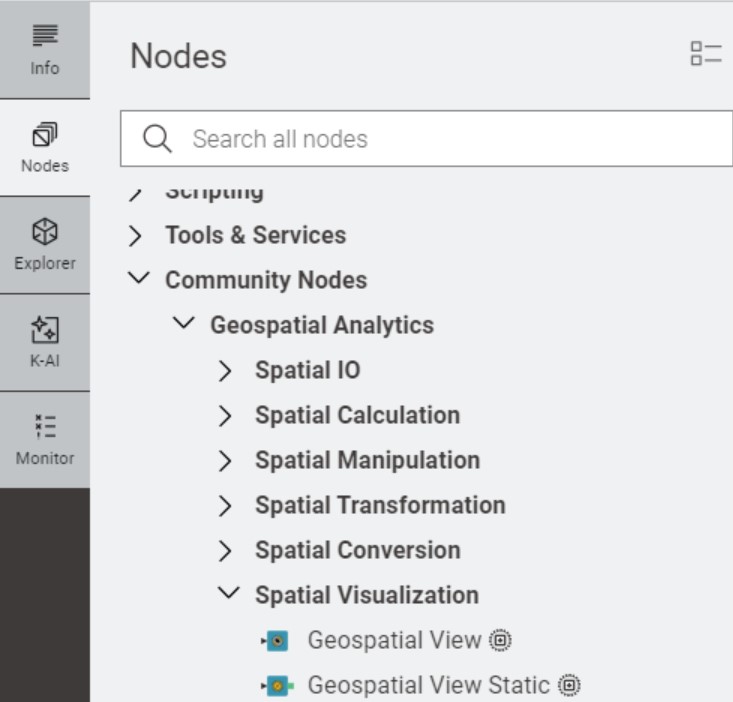 Info
Nodes
Explorer
K-AI
Monitor
Nodes
Search all nodes
Scripting
Tools & Services
Community Nodes
Geospatial Analytics
Spatial IO
Spatial Calculation
Spatial Manipulation
Spatial Transformation
Spatial Conversion
Spatial Visualization
Geospatial View
Geospatial View Static